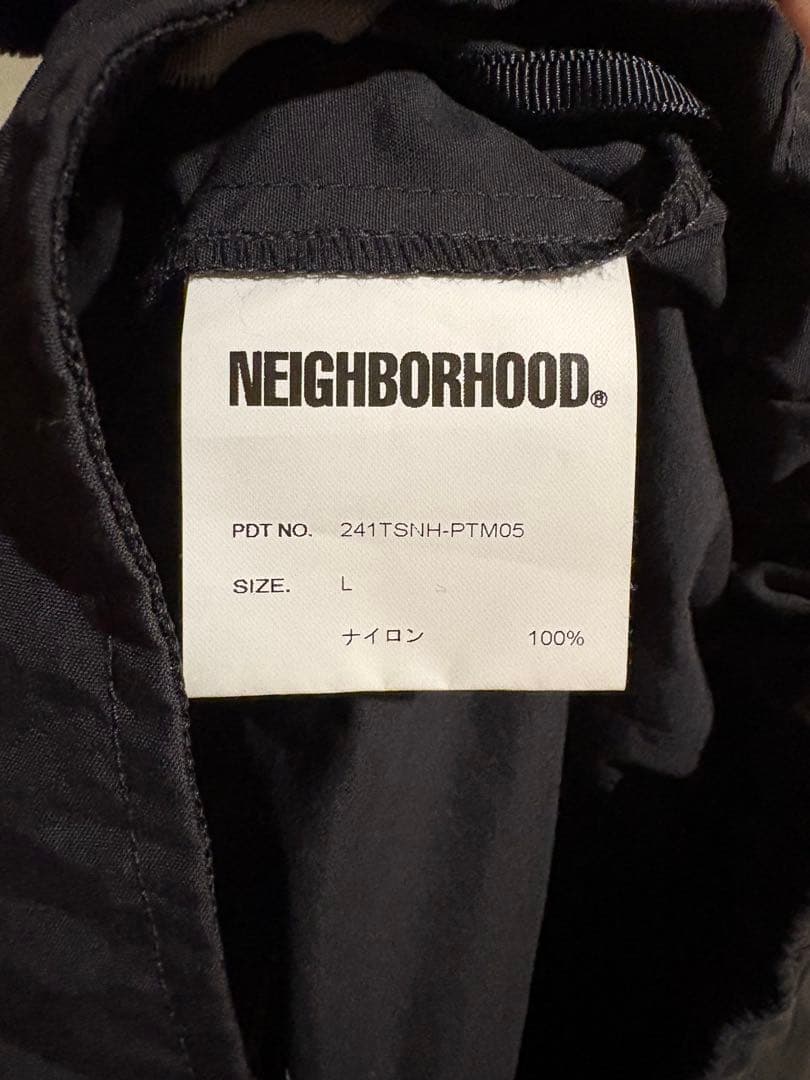 NEIGHBORHOOD®
PDT NO. 241TSNH-PTM05
SIZE. L
ナイロン 100%